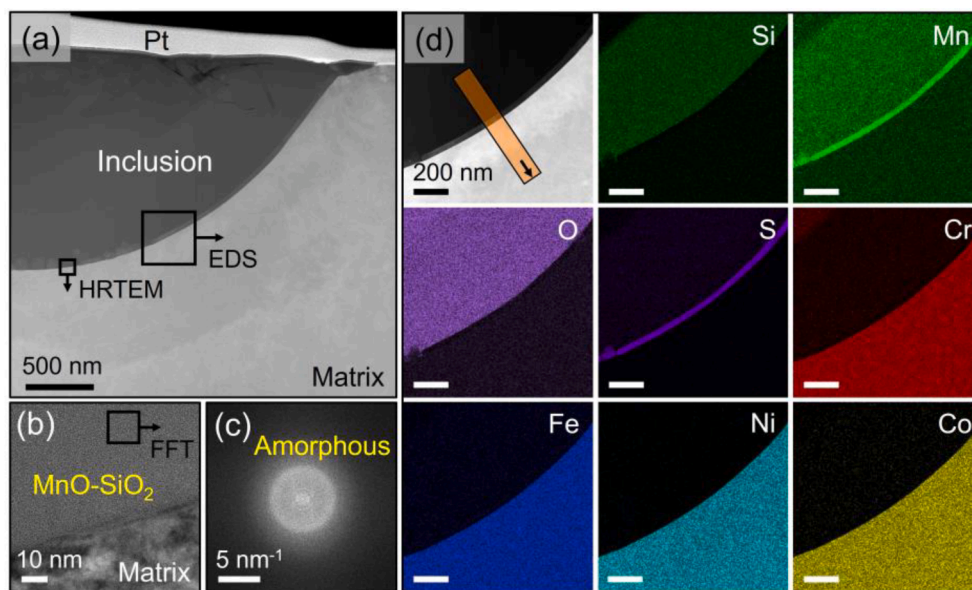 (a)
Pt
Inclusion
EDS
HRTEM
500 nm
Matrix
(b)
FFT
MnO-SiO₂
10 nm
Matrix
(c)
Amorphous
5 nm⁻¹
(d)
200 nm
Si
Mn
O
S
Cr
Fe
Ni
Co